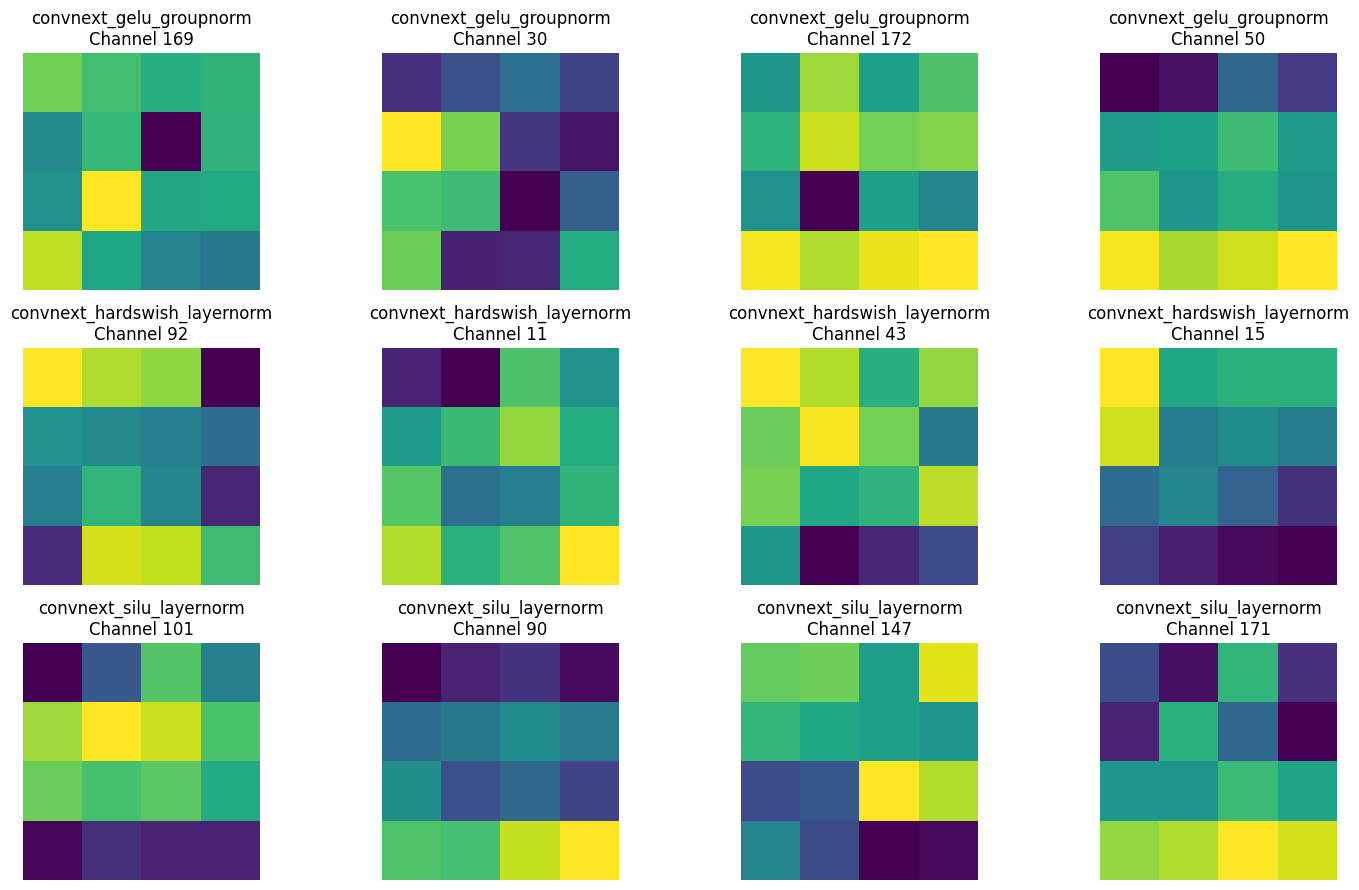 convnext_gelu_groupnorm
Channel 169
convnext_gelu_groupnorm
Channel 30
convnext_gelu_groupnorm
Channel 172
convnext_gelu_groupnorm
Channel 50
convnext_hardswish_layernorm
Channel 92
convnext_hardswish_layernorm
Channel 11
convnext_hardswish_layernorm
Channel 43
convnext_hardswish_layernorm
Channel 15
convnext_silu_layernorm
Channel 101
convnext_silu_layernorm
Channel 90
convnext_silu_layernorm
Channel 147
convnext_silu_layernorm
Channel 171